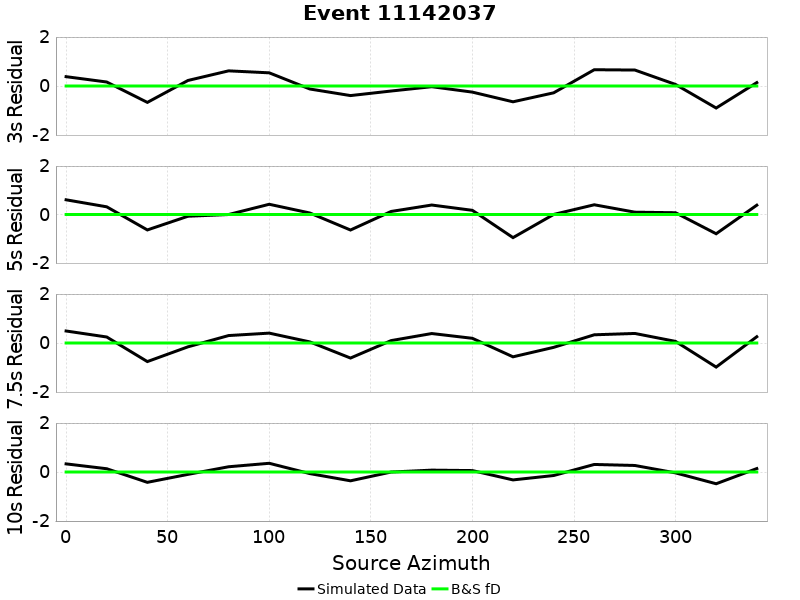 Event 11142037
2
0
-2
3s Residual
2
0
-2
5s Residual
2
0
-2
7.5s Residual
2
0
-2
10s Residual
0 50 100 150 200 250 300
Source Azimuth
Simulated Data B&S fD